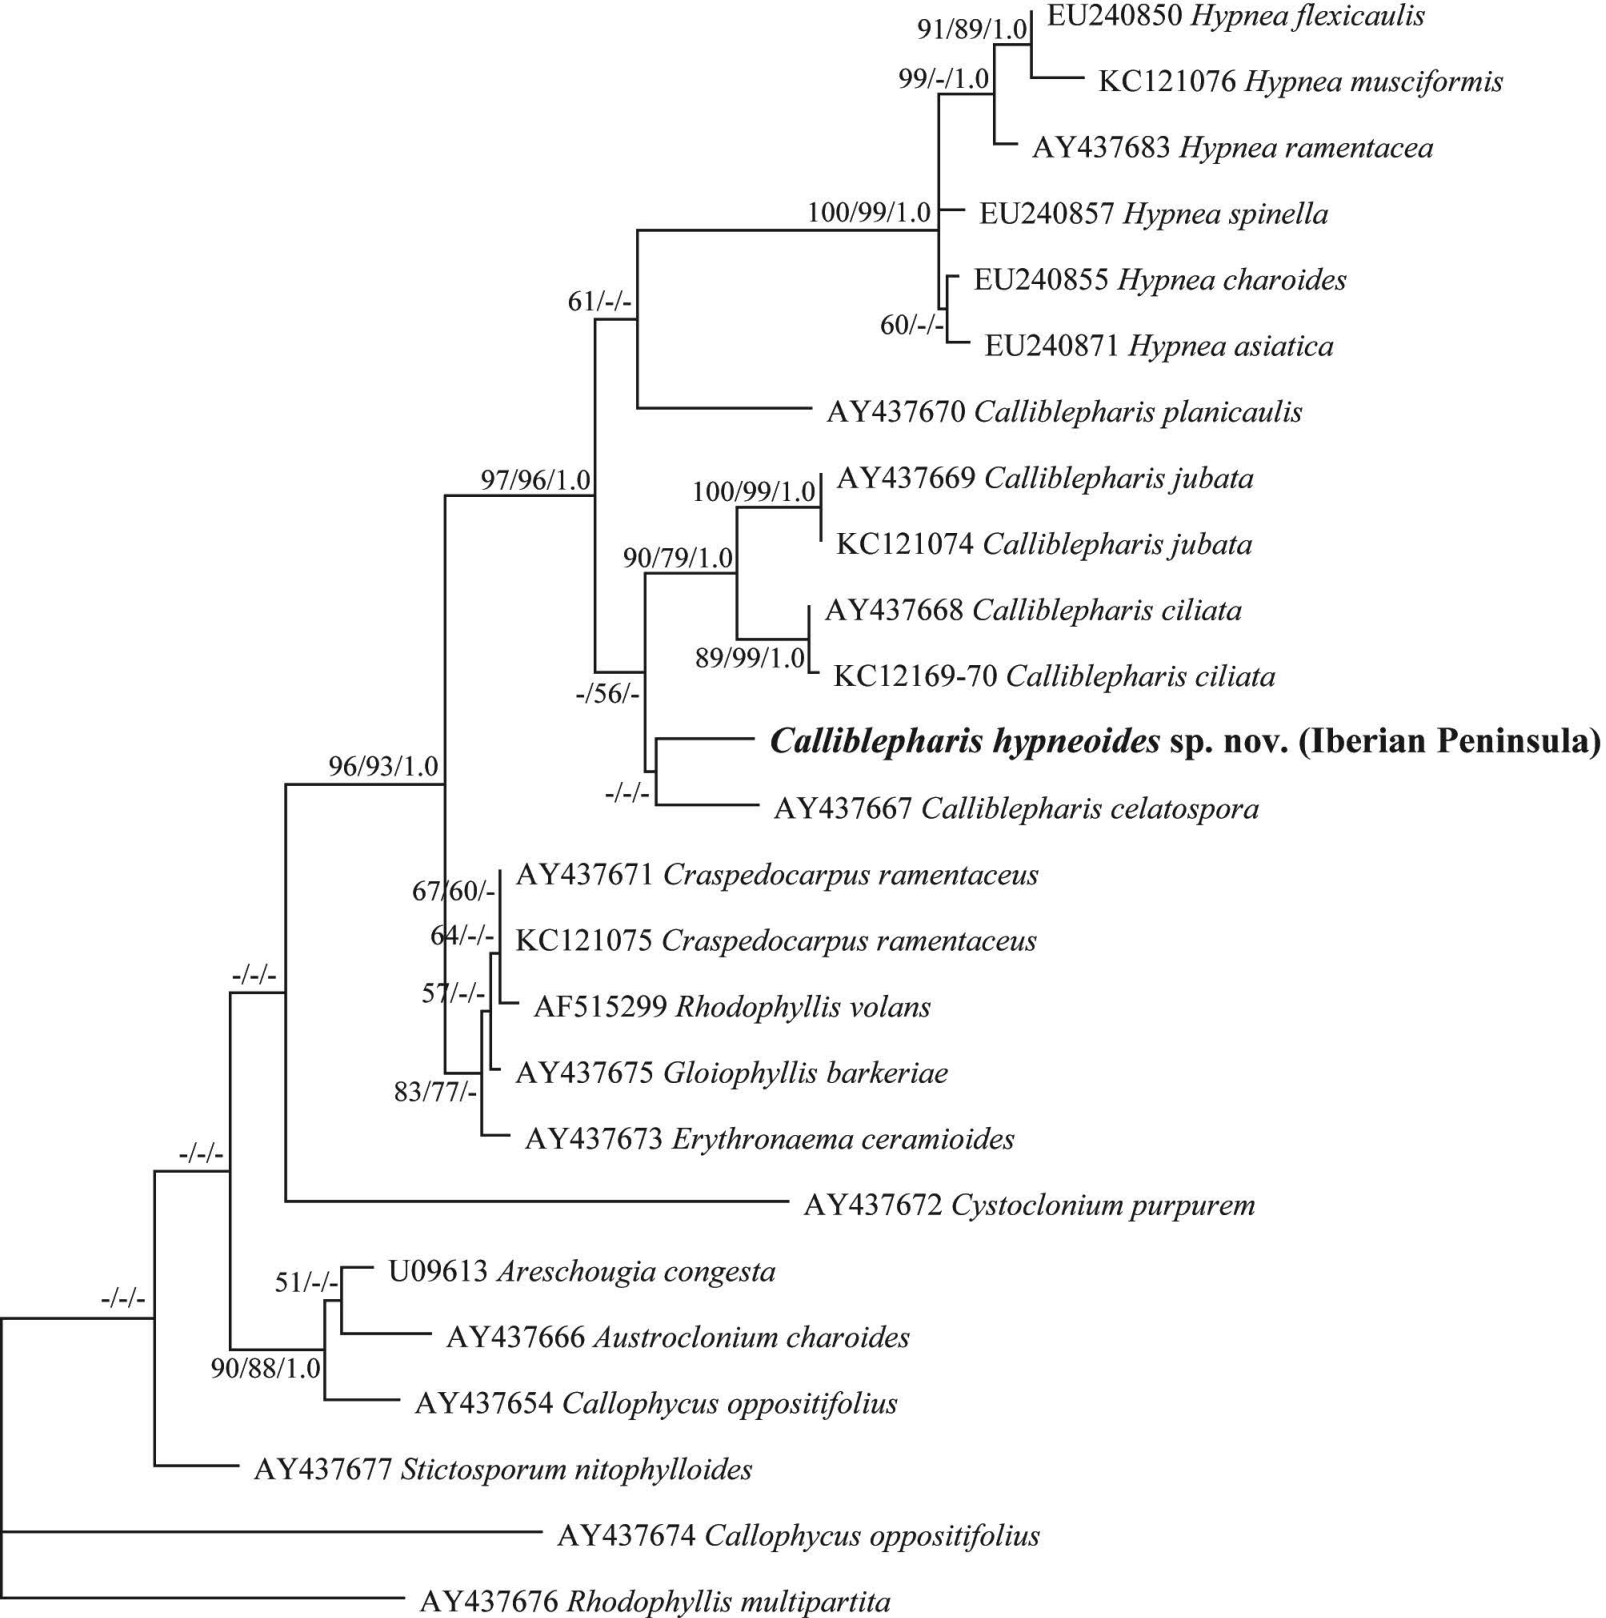 91/89/1.0
EU240850 Hypnea flexicaulis
99/-/1.0
KC121076 Hypnea musciformis
AY437683 Hypnea ramentacea
100/99/1.0
EU240857 Hypnea spinella
EU240855 Hypnea charoides
61/-/-
60/-/-
EU240871 Hypnea asiatica
AY437670 Calliblepharis planicaulis
97/96/1.0
AY437669 Calliblepharis jubata
100/99/1.0
KC121074 Calliblepharis jubata
90/79/1.0
AY437668 Calliblepharis ciliata
89/99/1.0
KC12169-70 Calliblepharis ciliata
-/56/-
Calliblepharis hypneoides sp. nov. (Iberian Peninsula)
96/93/1.0
-/-/-
AY437667 Calliblepharis celatospora
AY437671 Craspedocarpus ramentaceus
67/60/-
64/-/-
KC121075 Craspedocarpus ramentaceus
-/-/-
57/-/-
AF515299 Rhodophyllis volans
AY437675 Gloiophyllis barkeriae
83/77/-
AY437673 Erythronaema ceramioides
-/-/-
AY437672 Cystoclonium purpurem
U09613 Areschougia congesta
51/-/-
-/-/-
AY437666 Austroclonium charoides
90/88/1.0
AY437654 Callophycus oppositifolius
AY437677 Stictosporum nitophylloides
AY437674 Callophycus oppositifolius
AY437676 Rhodophyllis multipartita